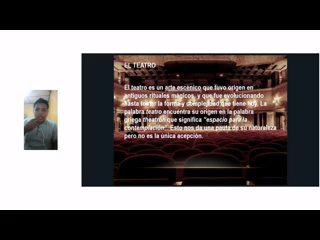 EL TEATRO
El teatro es un arte escénico que tuvo origen en
antiguos rituales mágicos, y que fue evolucionando
hasta tomar la forma y complejidad que tiene hoy. La
palabra teatro encuentra su origen en la palabra
griega theatrón que significa "espacio para la
contemplación". Esto nos da una pauta de su naturaleza
pero no es la única acepción.